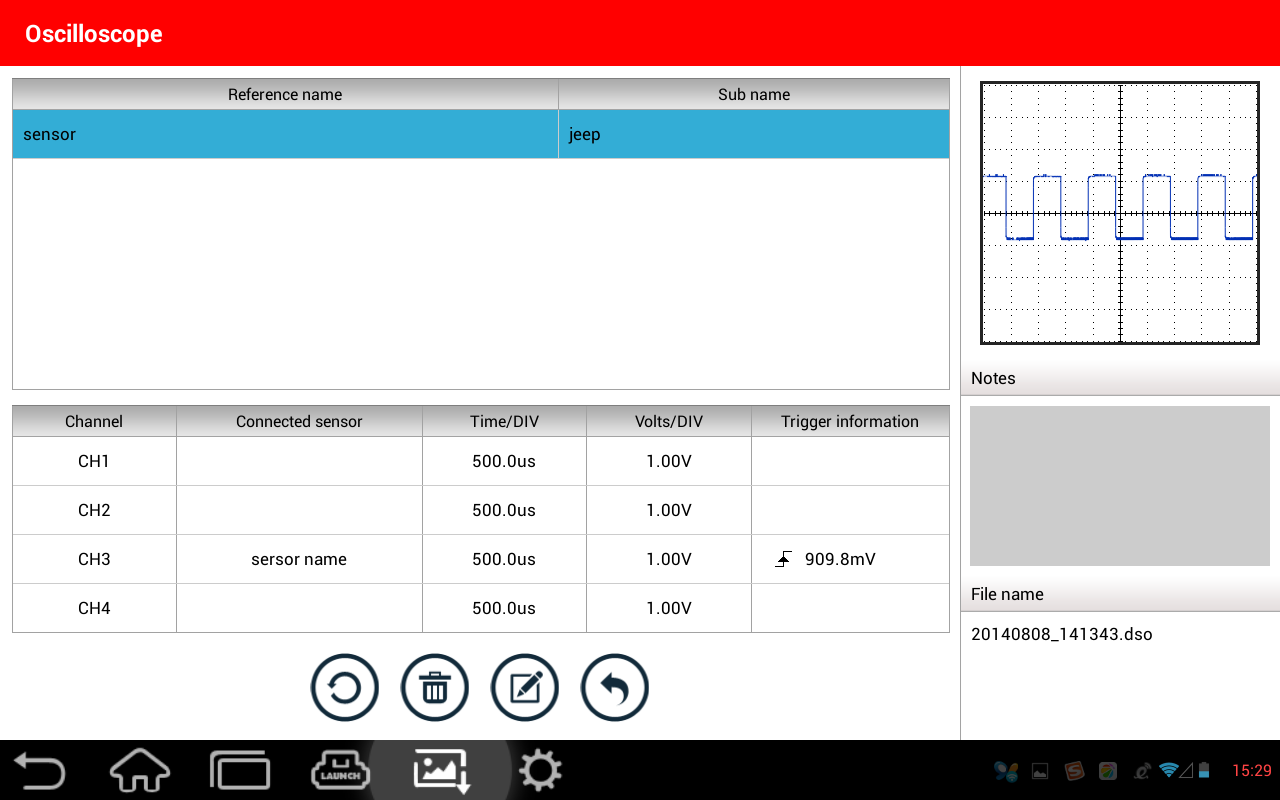 Oscilloscope
Reference name Sub name
sensor jeep
Channel Connected sensor Time/DIV Volts/DIV Trigger information
CH1 500.0us 1.00V
CH2 500.0us 1.00V
CH3 sersor name 500.0us 1.00V 909.8mV
CH4 500.0us 1.00V
Notes
File name
20140808_141343.dso
LAUNCH
15:29